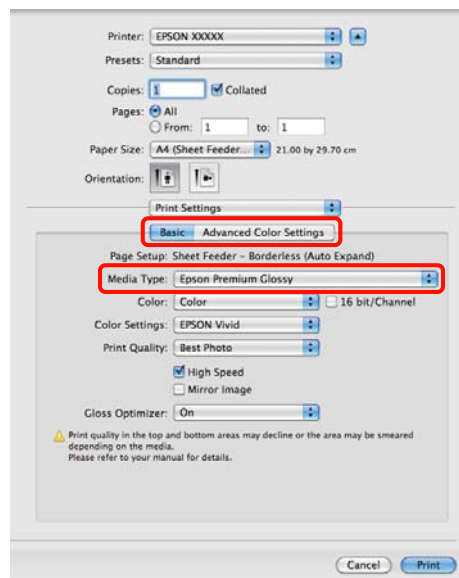 Printer: EPSON XXXXX
Presets: Standard
Copies: 1 Collated
Pages: All
From: 1 to: 1
Paper Size: A4 (Sheet Feeder... 21.00 by 29.70 cm
Orientation:
Print Settings
Basic Advanced Color Settings
Page Setup: Sheet Feeder - Borderless (Auto Expand)
Media Type: Epson Premium Glossy
Color: Color 16 bit/Channel
Color Settings: EPSON Vivid
Print Quality: Best Photo
High Speed
Mirror Image
Gloss Optimizer: On
Print quality in the top and bottom areas may decline or the area may be smeared
depending on the media.
Please refer to your manual for details.
Cancel Print